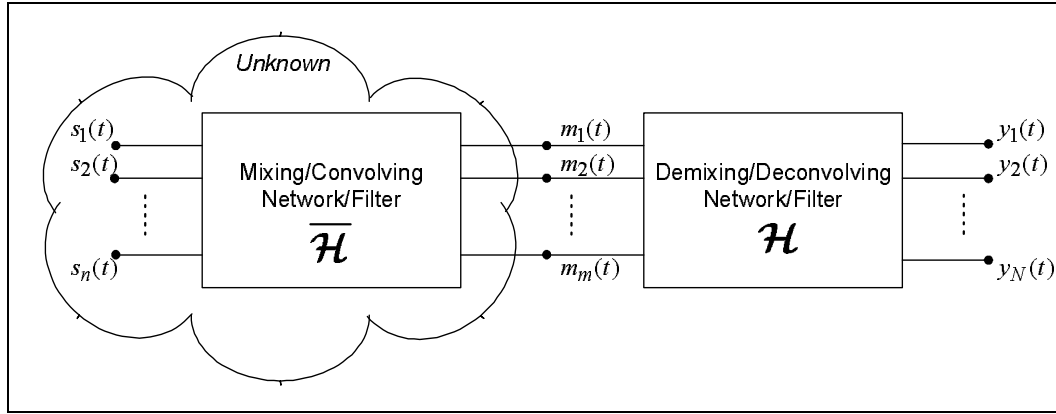 Unknown
s1(t)
s2(t)
sn(t)
Mixing/Convolving
Network/Filter
H̅
m1(t)
m2(t)
mm(t)
Demixing/Deconvolving
Network/Filter
H
y1(t)
y2(t)
yN(t)